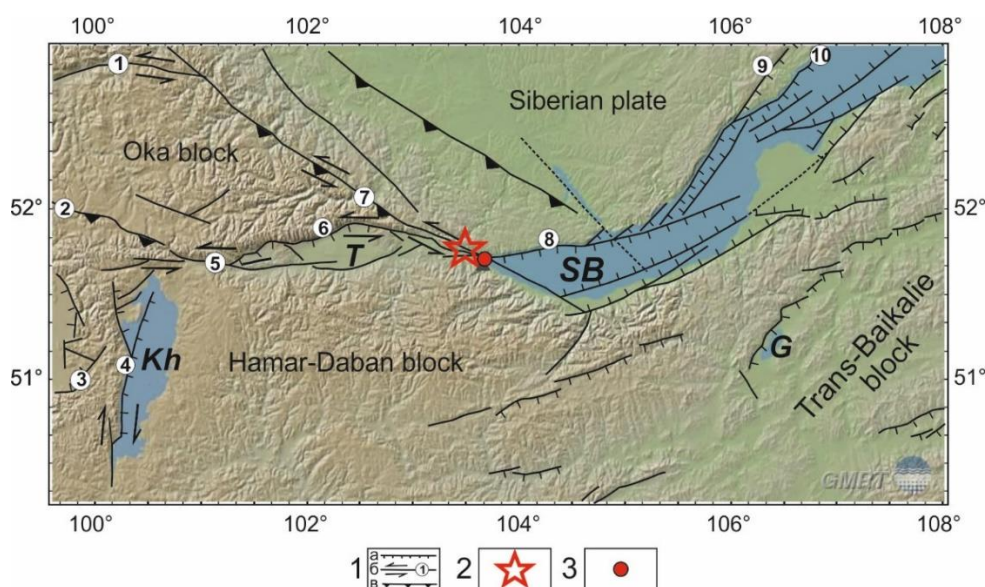 100° 102° 104° 106° 108°
10
1
9
Siberian plate
Oka block
52° 2 7 52°
6
8
T
5
SB
Kh
4
Hamar-Daban block
G
Trans-Baikalie
block
51° 3 51°
GMRT
100° 102° 104° 106° 108°
1 а б 1 в 2 3